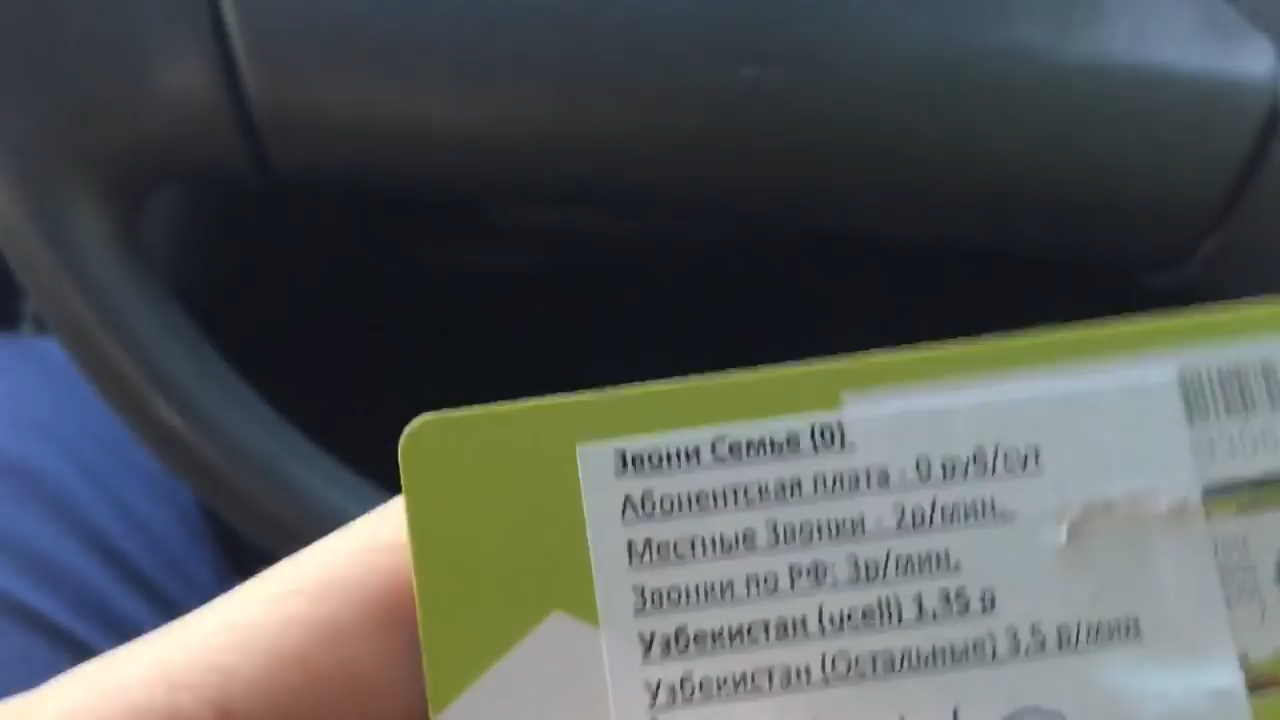 Звони Семье (0).
Абонентская плата - 0 руб/сут
Местные Звонки - 2р/мин.
Звонки по РФ: 3р/мин.
Узбекистан (ucell) 1,35 р
Узбекистан (Остальные) 3,5 р/мин